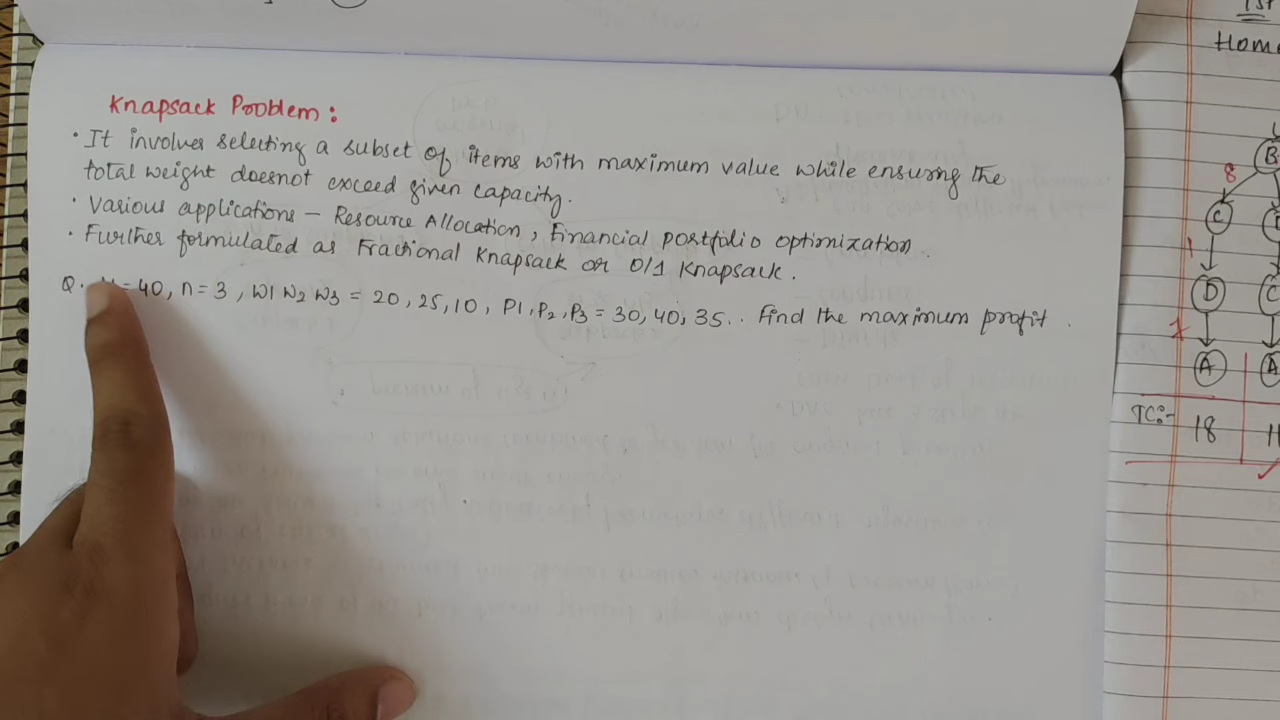 Knapsack Problem:
• It involves selecting a subset of items with maximum value while ensuring the
total weight doesnot exceed given capacity.
• Various applications - Resource Allocation, Financial portfolio optimization.
• Further formulated as Fractional Knapsack or 0/1 Knapsack.
Q. =40, n=3, W1 W2 W3 = 20, 25, 10, P1, P2, P3 = 30, 40, 35.. Find the maximum profit.
Home
B
8
C
1
D
C
7
A
A
TC:- 18